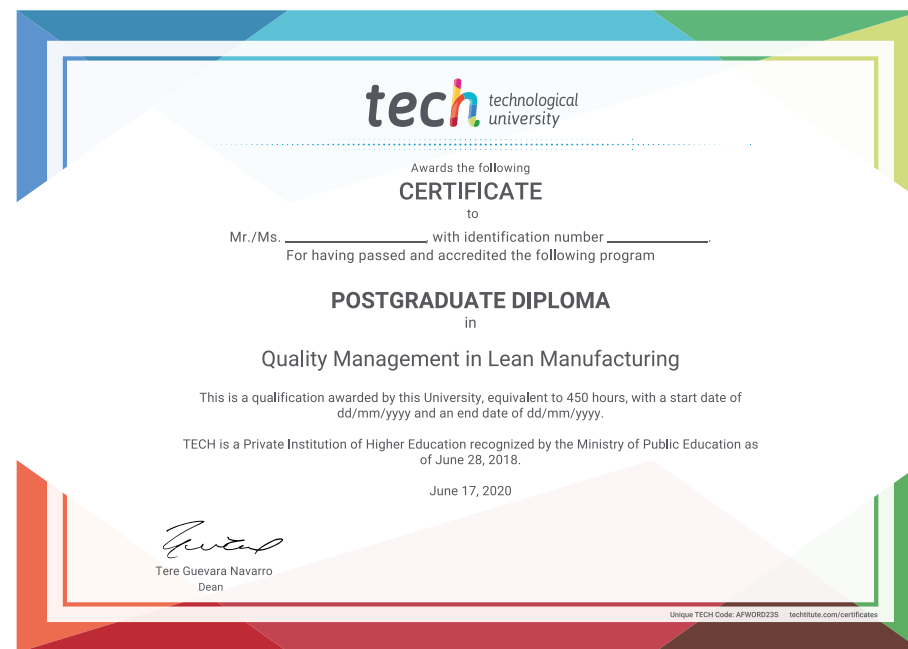 tech technological
university
Awards the following
CERTIFICATE
to
Mr./Ms. ________________, with identification number ____________.
For having passed and accredited the following program
POSTGRADUATE DIPLOMA
in
Quality Management in Lean Manufacturing
This is a qualification awarded by this University, equivalent to 450 hours, with a start date of
dd/mm/yyyy and an end date of dd/mm/yyyy.
TECH is a Private Institution of Higher Education recognized by the Ministry of Public Education as
of June 28, 2018.
June 17, 2020
Tere Guevara Navarro
Dean
Unique TECH Code: AFWORD23S techtitute.com/certificates